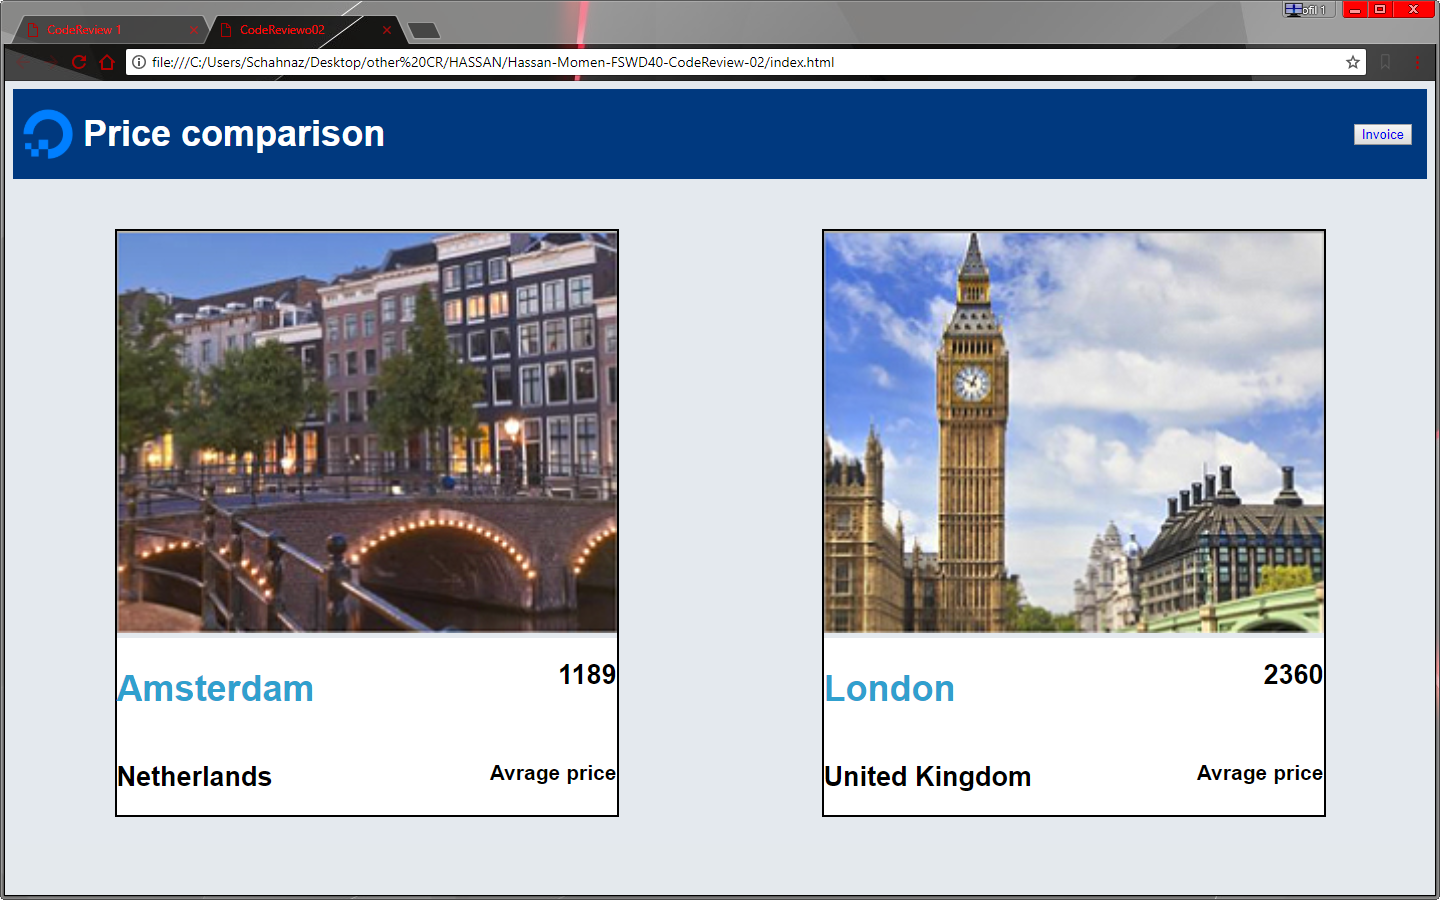 ofil 1
CodeReview 1
CodeReviewo02
file:///C:/Users/Schahnaz/Desktop/other%20CR/HASSAN/Hassan-Momen-FSWD40-CodeReview-02/index.html
Price comparison
Invoice
Amsterdam
1189
Netherlands
Avrage price
London
2360
United Kingdom
Avrage price